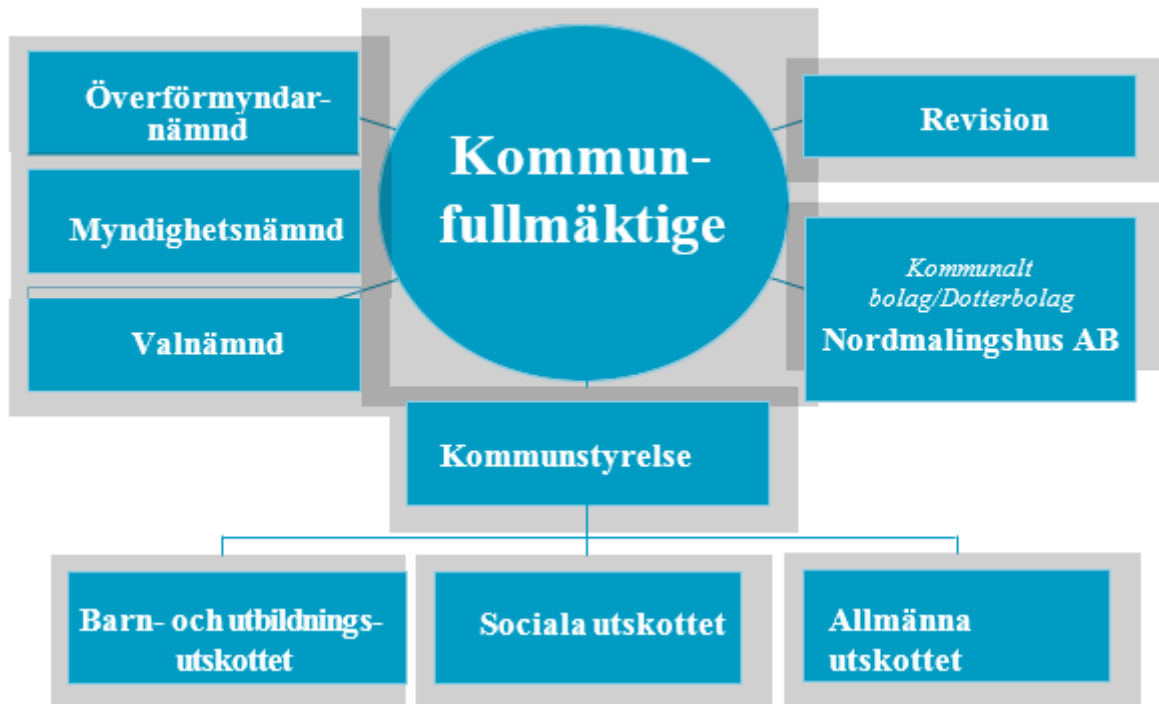 Överförmyndar-
nämnd
Myndighetsnämnd
Valnämnd
Kommun-
fullmäktige
Revision
Kommunalt
bolag/Dotterbolag
Nordmalingshus AB
Kommunstyrelse
Barn- och utbildnings-
utskottet
Sociala utskottet
Allmänna
utskottet